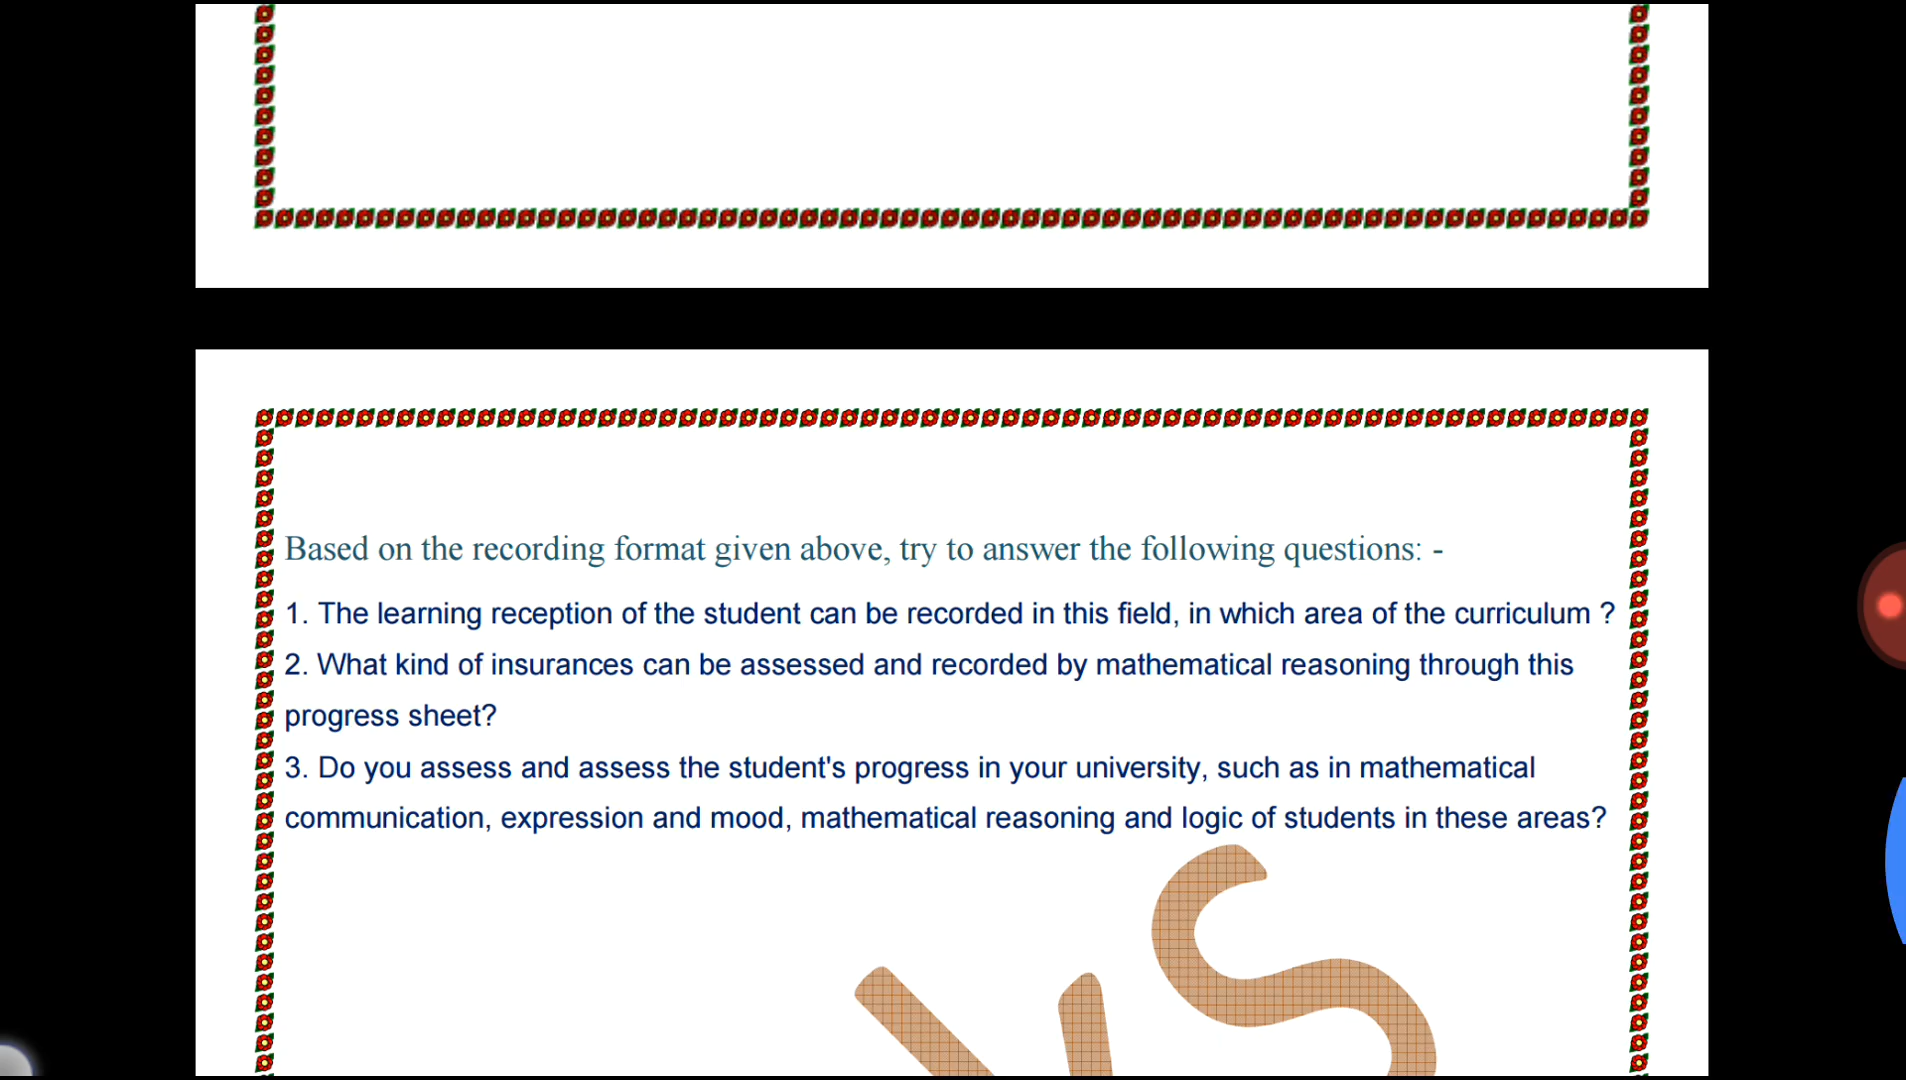 Based on the recording format given above, try to answer the following questions: -
1. The learning reception of the student can be recorded in this field, in which area of the curriculum ?
2. What kind of insurances can be assessed and recorded by mathematical reasoning through this
progress sheet?
3. Do you assess and assess the student's progress in your university, such as in mathematical
communication, expression and mood, mathematical reasoning and logic of students in these areas?